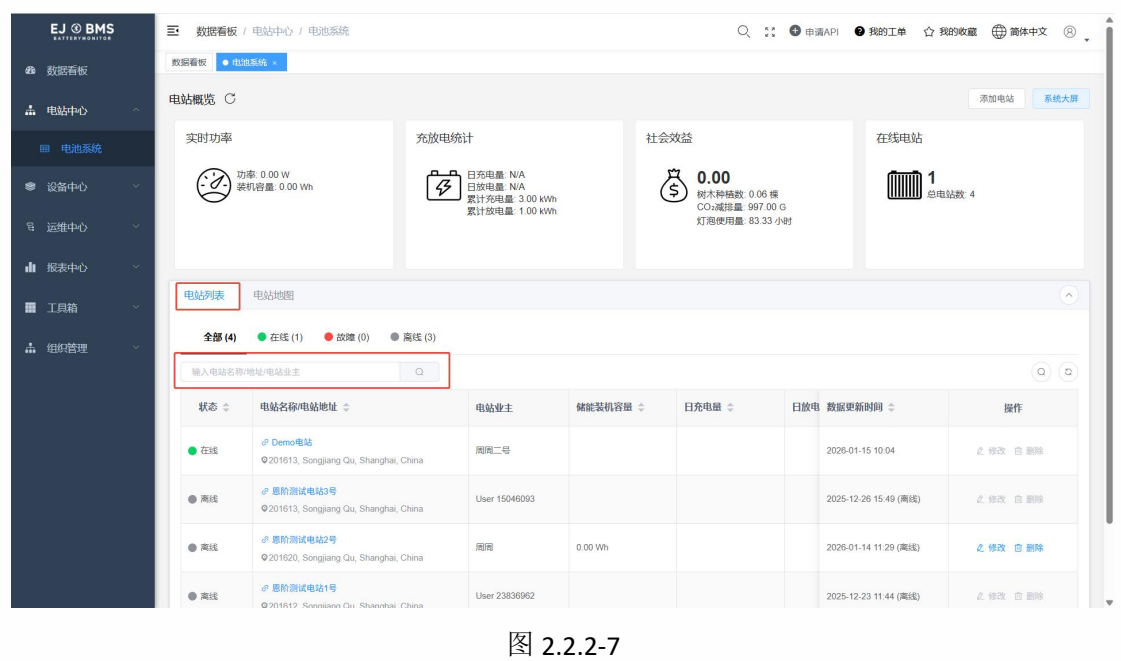 EJ BMS
BATTERYMONITOR
数据看板
电站中心
电池系统
设备中心
运维中心
报表中心
工具箱
组织管理
数据看板 / 电站中心 / 电池系统
申请API 我的工单 我的收藏 简体中文
数据看板 电池系统 ×
电站概览
添加电站 系统大屏
实时功率
功率: 0.00 W
装机容量: 0.00 Wh
充放电统计
日充电量: N/A
日放电量: N/A
累计充电量: 3.00 kWh
累计放电量: 1.00 kWh
社会效益
0.00
树木种植数: 0.06 棵
CO₂减排量: 997.00 G
灯泡使用量: 83.33 小时
在线电站
1
总电站数: 4
电站列表 电站地图
全部 (4) 在线 (1) 故障 (0) 离线 (3)
输入电站名称/地址/电站业主
状态 电站名称/电站地址 电站业主 储能装机容量 日充电量 日放电 数据更新时间 操作
在线 Demo电站 周周二号 2026-01-15 10:04 修改 删除
201613, Songjiang Qu, Shanghai, China
离线 恩阶测试电站3号 User 15046093 2025-12-26 15:49 (离线) 修改 删除
201613, Songjiang Qu, Shanghai, China
离线 恩阶测试电站2号 周周 0.00 Wh 2026-01-14 11:29 (离线) 修改 删除
201620, Songjiang Qu, Shanghai, China
离线 恩阶测试电站1号 User 23836962 2025-12-23 11:44 (离线) 修改 删除
201612, Songjiang Qu, Shanghai, China
图 2.2.2-7